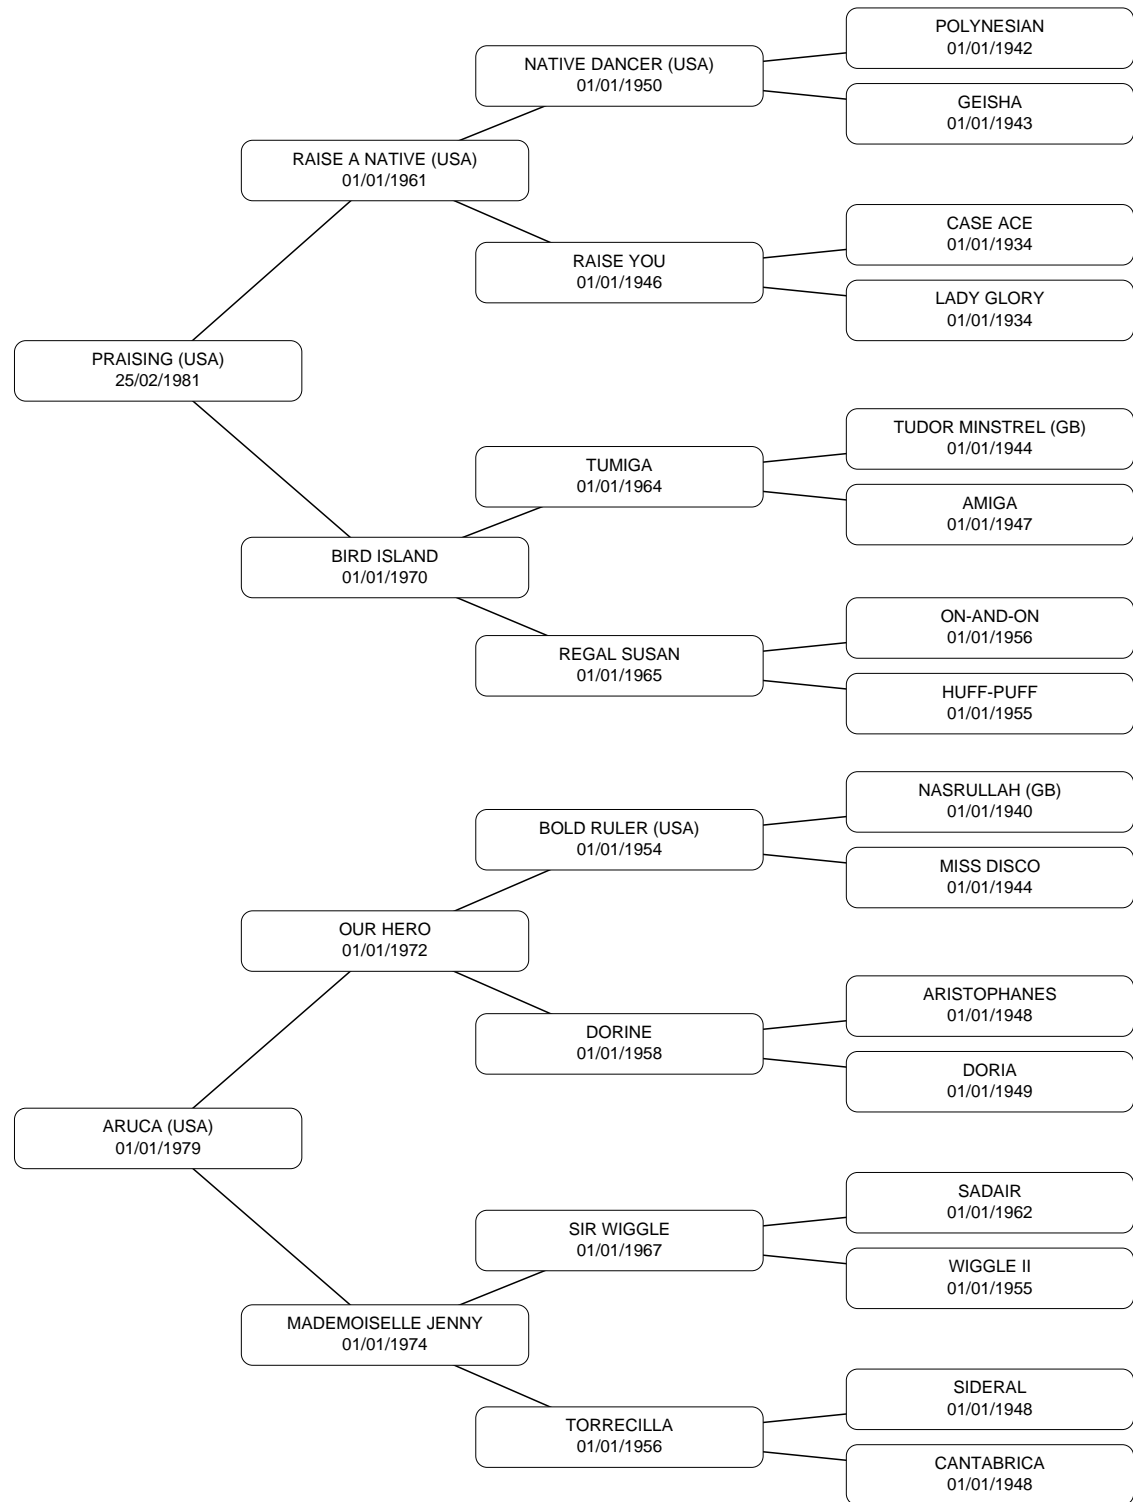 POLYNESIAN
01/01/1942
NATIVE DANCER (USA)
01/01/1950
GEISHA
01/01/1943
RAISE A NATIVE (USA)
01/01/1961
CASE ACE
01/01/1934
RAISE YOU
01/01/1946
LADY GLORY
01/01/1934
PRAISING (USA)
25/02/1981
TUDOR MINSTREL (GB)
01/01/1944
TUMIGA
01/01/1964
AMIGA
01/01/1947
BIRD ISLAND
01/01/1970
ON-AND-ON
01/01/1956
REGAL SUSAN
01/01/1965
HUFF-PUFF
01/01/1955
NASRULLAH (GB)
01/01/1940
BOLD RULER (USA)
01/01/1954
MISS DISCO
01/01/1944
OUR HERO
01/01/1972
ARISTOPHANES
01/01/1948
DORINE
01/01/1958
DORIA
01/01/1949
ARUCA (USA)
01/01/1979
SADAIR
01/01/1962
SIR WIGGLE
01/01/1967
WIGGLE II
01/01/1955
MADEMOISELLE JENNY
01/01/1974
SIDERAL
01/01/1948
TORRECILLA
01/01/1956
CANTABRICA
01/01/1948